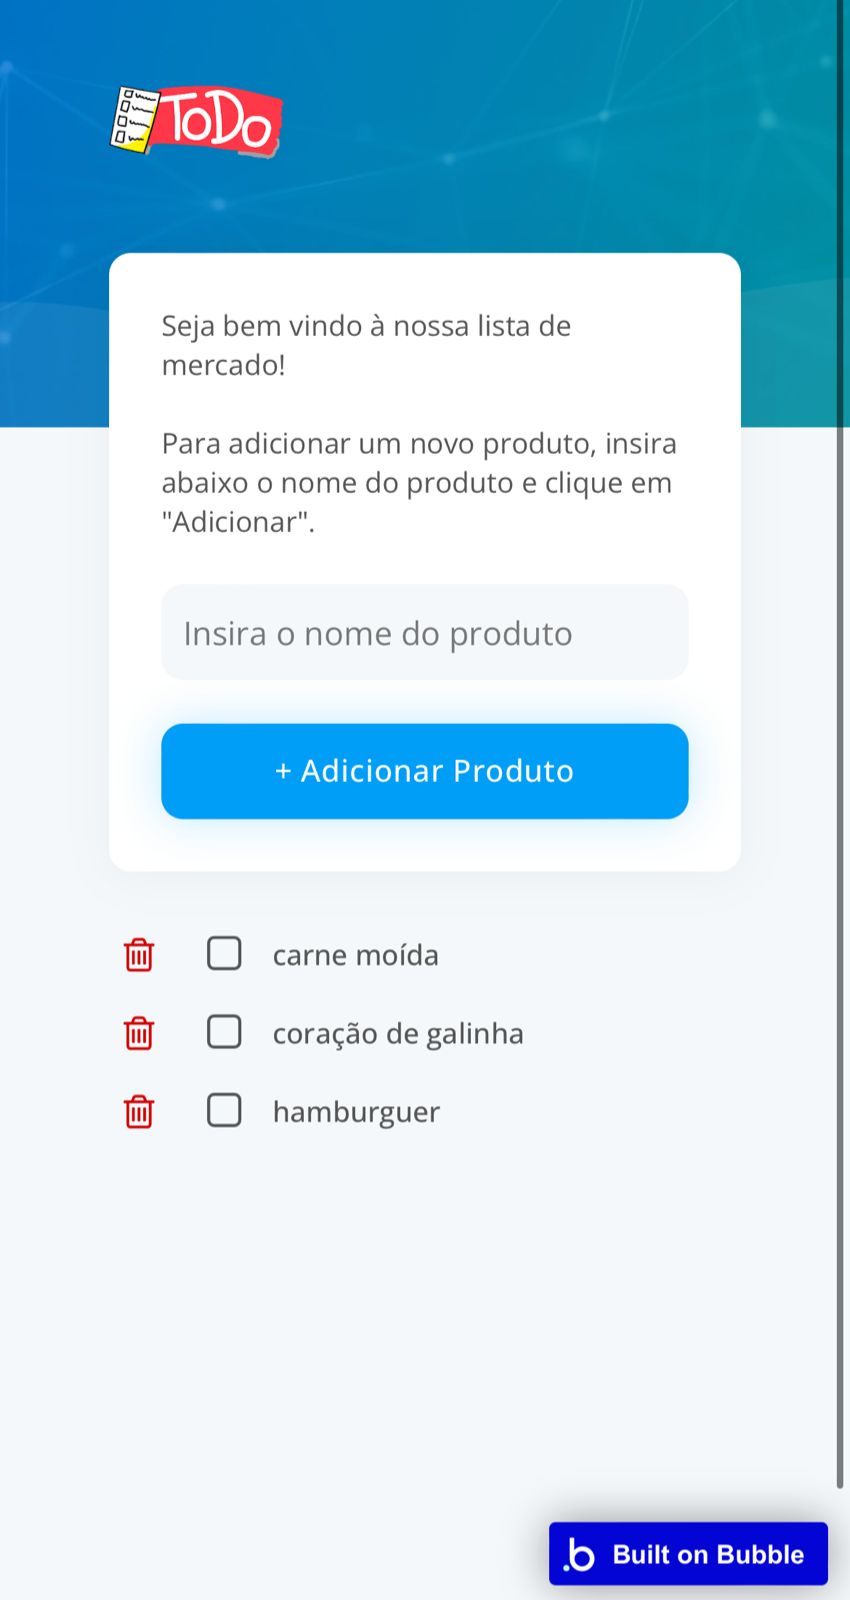 ToDo
Seja bem vindo à nossa lista de
mercado!
Para adicionar um novo produto, insira
abaixo o nome do produto e clique em
"Adicionar".
Insira o nome do produto
+ Adicionar Produto
carne moída
coração de galinha
hamburguer
Built on Bubble